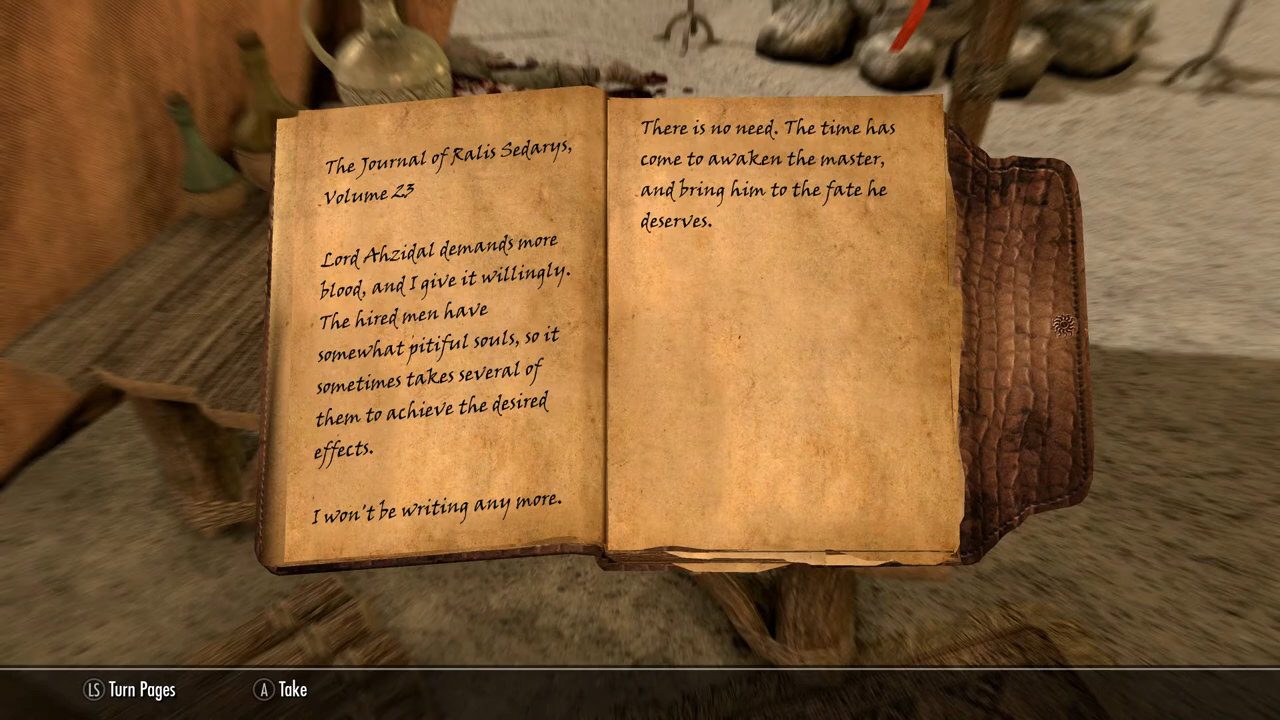 The Journal of Ralis Sedarys,
Volume 23
Lord Ahzidal demands more
blood, and I give it willingly.
The hired men have
somewhat pitiful souls, so it
sometimes takes several of
them to achieve the desired
effects.
I won't be writing any more.
There is no need. The time has
come to awaken the master,
and bring him to the fate he
deserves.
LS Turn Pages
A Take